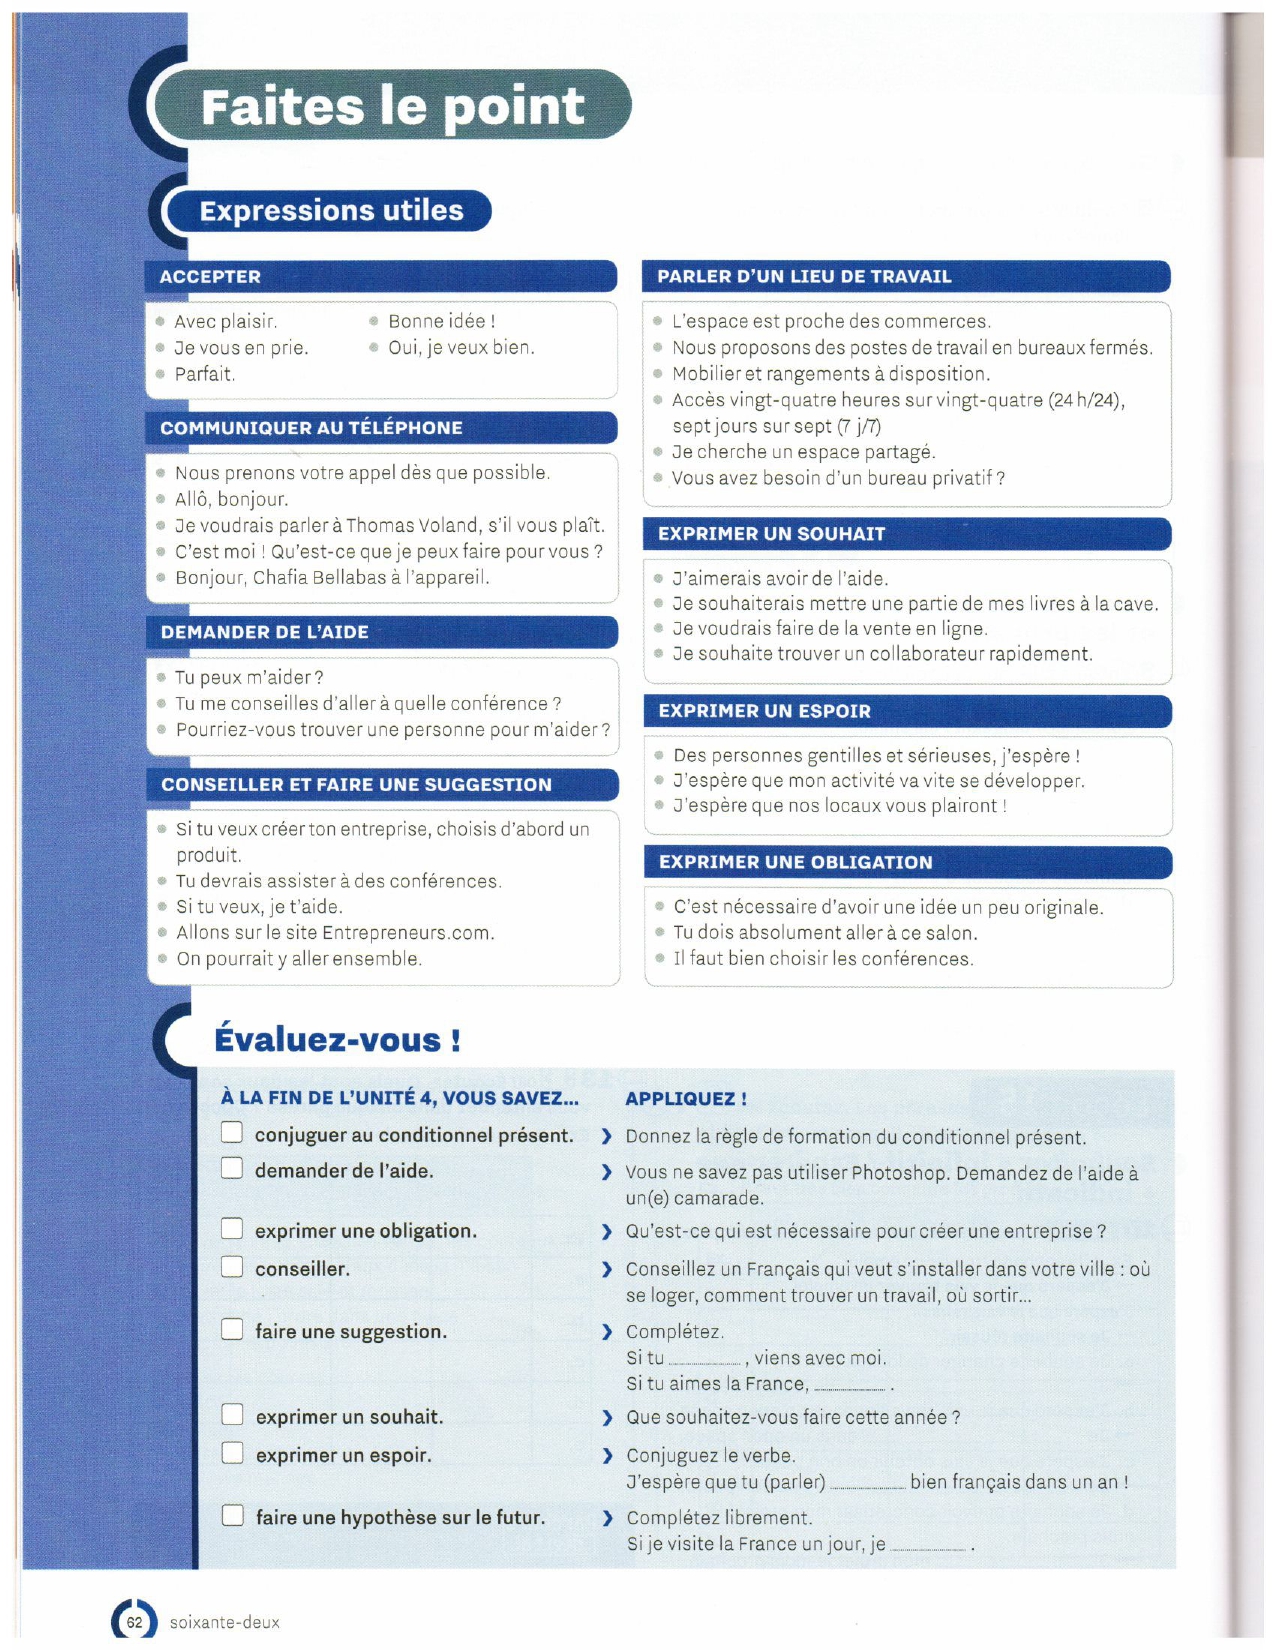 Faites le point
Expressions utiles
ACCEPTER
• Avec plaisir.
• Je vous en prie.
• Parfait.
• Bonne idée !
• Oui, je veux bien.
COMMUNIQUER AU TÉLÉPHONE
• Nous prenons votre appel dès que possible.
• Allô, bonjour.
• Je voudrais parler à Thomas Voland, s'il vous plaît.
• C'est moi ! Qu'est-ce que je peux faire pour vous ?
• Bonjour, Chafia Bellabas à l'appareil.
DEMANDER DE L'AIDE
• Tu peux m'aider ?
• Tu me conseilles d'aller à quelle conférence ?
• Pourriez-vous trouver une personne pour m'aider ?
CONSEILLER ET FAIRE UNE SUGGESTION
• Si tu veux créer ton entreprise, choisis d'abord un
produit.
• Tu devrais assister à des conférences.
• Si tu veux, je t'aide.
• Allons sur le site Entrepreneurs.com.
• On pourrait y aller ensemble.
PARLER D'UN LIEU DE TRAVAIL
• L'espace est proche des commerces.
• Nous proposons des postes de travail en bureaux fermés.
• Mobilier et rangements à disposition.
• Accès vingt-quatre heures sur vingt-quatre (24 h/24),
sept jours sur sept (7 j/7)
• Je cherche un espace partagé.
• Vous avez besoin d'un bureau privatif ?
EXPRIMER UN SOUHAIT
• J'aimerais avoir de l'aide.
• Je souhaiterais mettre une partie de mes livres à la cave.
• Je voudrais faire de la vente en ligne.
• Je souhaite trouver un collaborateur rapidement.
EXPRIMER UN ESPOIR
• Des personnes gentilles et sérieuses, j'espère !
• J'espère que mon activité va vite se développer.
• J'espère que nos locaux vous plairont !
EXPRIMER UNE OBLIGATION
• C'est nécessaire d'avoir une idée un peu originale.
• Tu dois absolument aller à ce salon.
• Il faut bien choisir les conférences.
Évaluez-vous !
À LA FIN DE L'UNITÉ 4, VOUS SAVEZ...
APPLIQUEZ !
conjuguer au conditionnel présent.
❯ Donnez la règle de formation du conditionnel présent.
demander de l'aide.
❯ Vous ne savez pas utiliser Photoshop. Demandez de l'aide à
un(e) camarade.
exprimer une obligation.
❯ Qu'est-ce qui est nécessaire pour créer une entreprise ?
conseiller.
❯ Conseillez un Français qui veut s'installer dans votre ville : où
se loger, comment trouver un travail, où sortir...
faire une suggestion.
❯ Complétez.
Si tu ............ , viens avec moi.
Si tu aimes la France, ............ .
exprimer un souhait.
❯ Que souhaitez-vous faire cette année ?
exprimer un espoir.
❯ Conjuguez le verbe.
J'espère que tu (parler) ............ bien français dans un an !
faire une hypothèse sur le futur.
❯ Complétez librement.
Si je visite la France un jour, je ............ .
62 soixante-deux